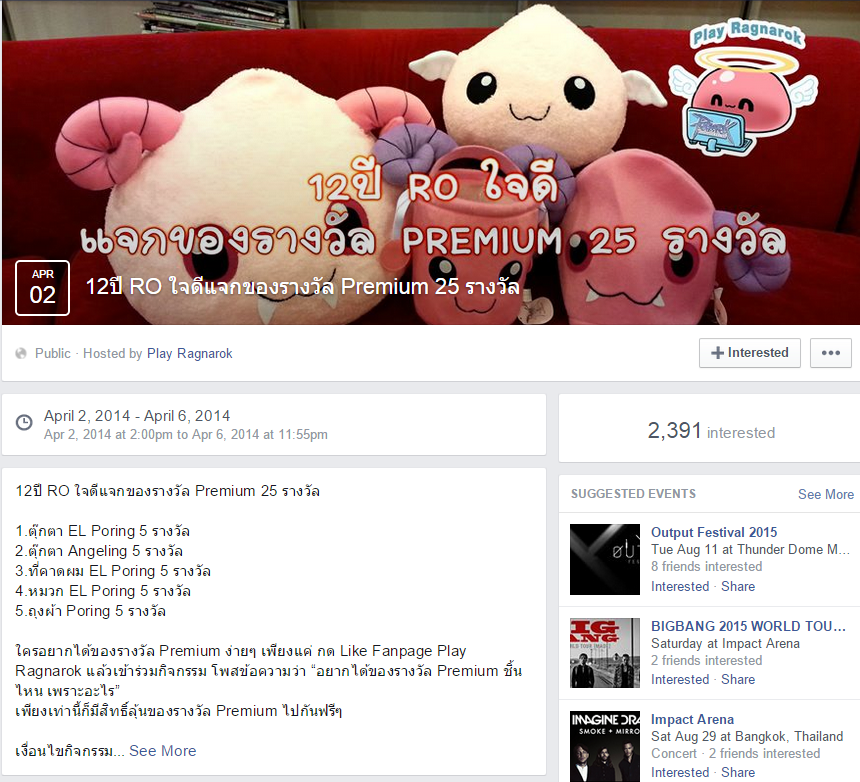 Play Ragnarok
12ปี RO ใจดี
แจกของรางวัล PREMIUM 25 รางวัล
APR
02
12ปี RO ใจดีแจกของรางวัล Premium 25 รางวัล
Public · Hosted by Play Ragnarok
Interested
April 2, 2014 - April 6, 2014
Apr 2, 2014 at 2:00pm to Apr 6, 2014 at 11:55pm
2,391 interested
12ปี RO ใจดีแจกของรางวัล Premium 25 รางวัล
1.ตุ๊กตา EL Poring 5 รางวัล
2.ตุ๊กตา Angeling 5 รางวัล
3.ที่คาดผม EL Poring 5 รางวัล
4.หมวก EL Poring 5 รางวัล
5.ถุงผ้า Poring 5 รางวัล
ใครอยากได้ของรางวัล Premium ง่ายๆ เพียงแค่ กด Like Fanpage Play
Ragnarok แล้วเข้าร่วมกิจกรรม โพสข้อความว่า “อยากได้ของรางวัล Premium ชิ้น
ไหน เพราะอะไร”
เพียงเท่านี้ก็มีสิทธิ์ลุ้นของรางวัล Premium ไปกันฟรีๆ
เงื่อนไขกิจกรรม... See More
SUGGESTED EVENTS
See More
Output Festival 2015
Tue Aug 11 at Thunder Dome M...
8 friends interested
Interested · Share
BIG
BANG
BIGBANG 2015 WORLD TOU...
Saturday at Impact Arena
2 friends interested
Interested · Share
IMAGINE DRA
SMOKE + MIRRO
Impact Arena
Sat Aug 29 at Bangkok, Thailand
Concert · 2 friends interested
Interested · Share